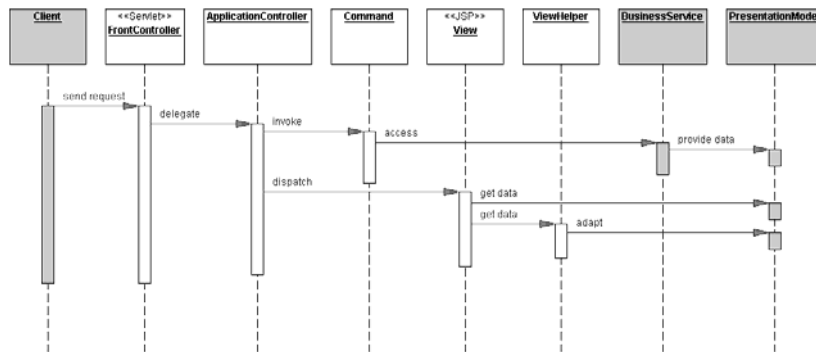 Client
«Servlet»
FrontController
ApplicationController
Command
«JSP»
View
ViewHelper
BusinessService
PresentationModel
send request
delegate
invoke
access
provide data
dispatch
get data
get data
adapt